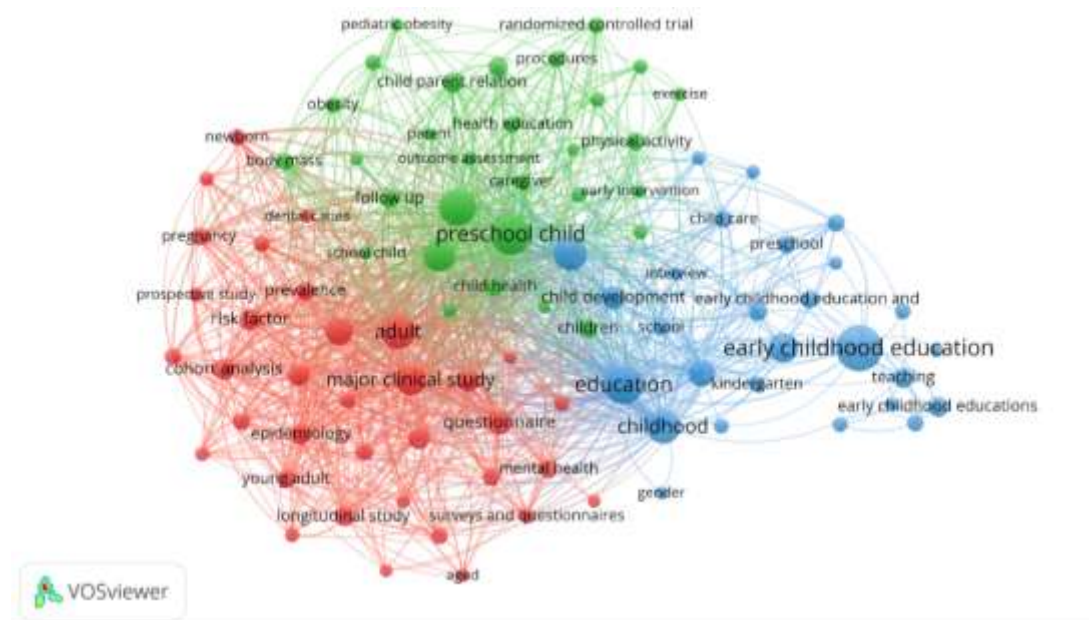 pediatric obesity
randomized controlled trial
procedures
child parent relation
exercise
obesity
health education
parent
newborn
physical activity
body mass
outcome assessment
caregiver
early intervention
follow up
dental caries
child care
pregnancy
preschool child
preschool
school child
interview
child health
prospective study
prevalence
child development
early childhood education and
risk factor
adult
children
school
early childhood education
cohort analysis
major clinical study
education
kindergarten
teaching
early childhood educations
questionnaire
childhood
epidemiology
mental health
young adult
gender
longitudinal study
surveys and questionnaires
aged
VOSviewer